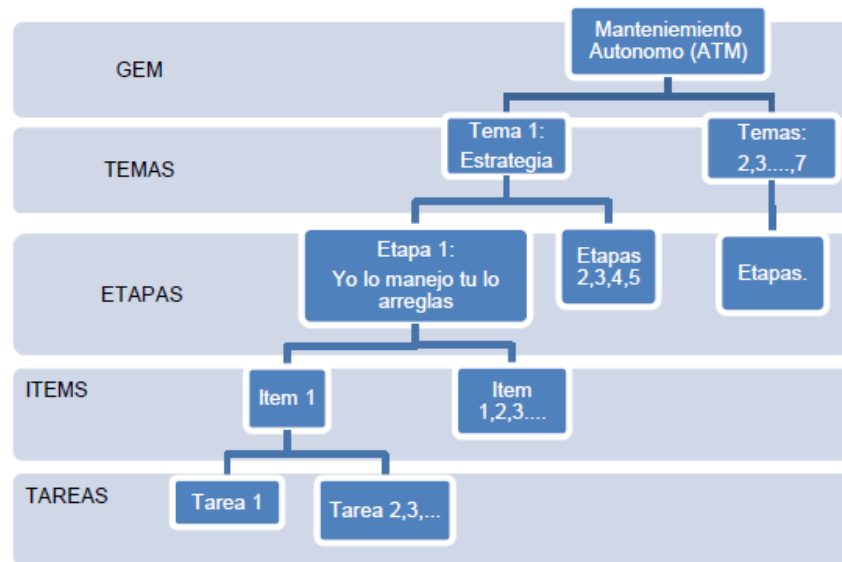 GEM
Manteniemiento
Autonomo (ATM)
TEMAS
Tema 1:
Estrategia
Temas:
2,3....,7
ETAPAS
Etapa 1:
Yo lo manejo tu lo
arreglas
Etapas
2,3,4,5
Etapas.
ITEMS
Item 1
Item
1,2,3....
TAREAS
Tarea 1
Tarea 2,3,...